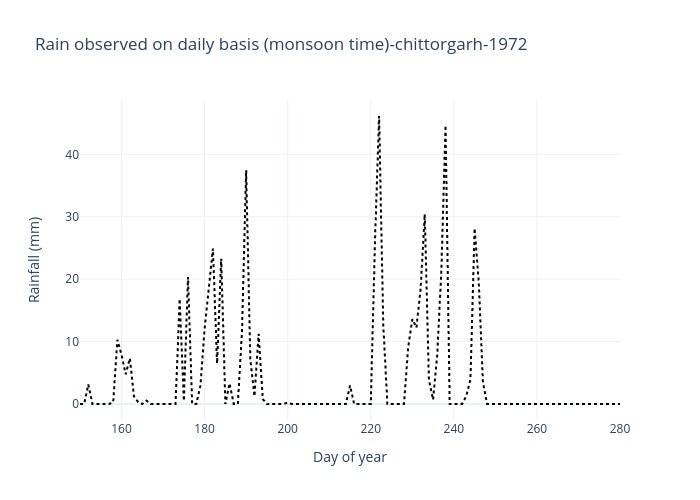 Rain observed on daily basis (monsoon time)-chittorgarh-1972
Rainfall (mm)
40
30
20
10
0
160 180 200 220 240 260 280
Day of year